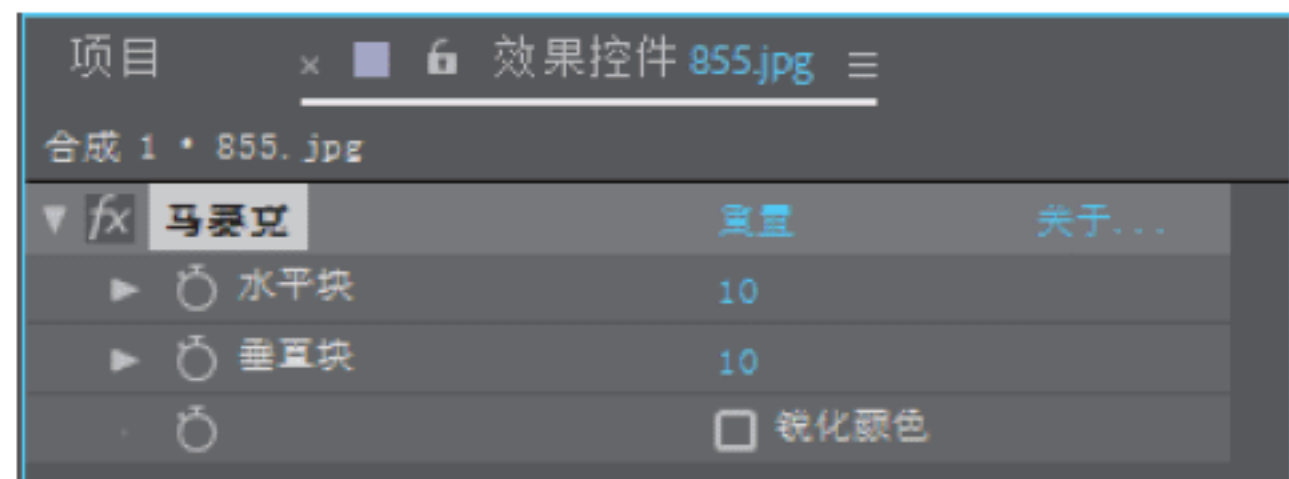 项目 × 效果控件 855.jpg ≡
合成 1 • 855.jpg
fx 马赛克 重置 关于...
水平块 10
垂直块 10
锐化颜色